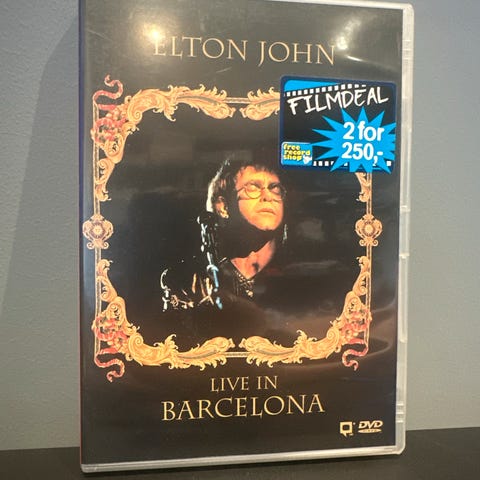 ELTON JOHN
FILMDEAL
2 for
250,-
free
record
shop
LIVE IN
BARCELONA
DVD